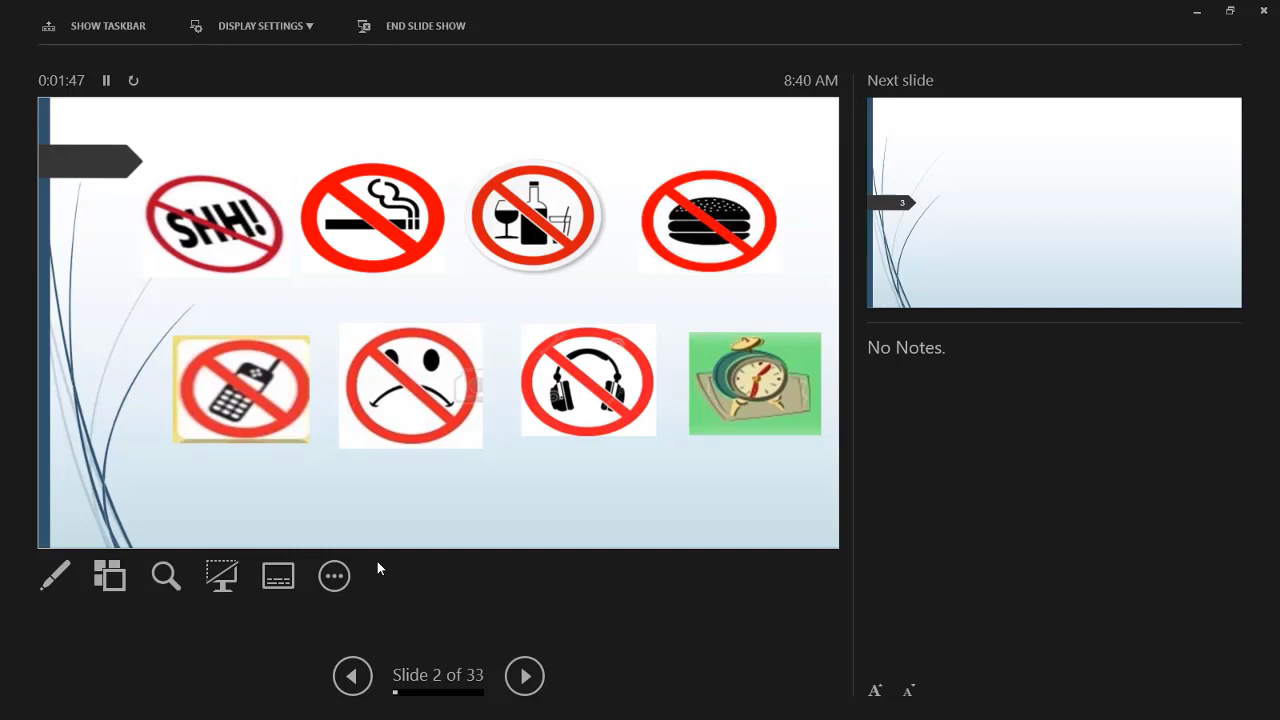 SHOW TASKBAR
DISPLAY SETTINGS ▼
END SLIDE SHOW
0:01:47
8:40 AM
Next slide
SHH!
3
No Notes.
Slide 2 of 33
A A